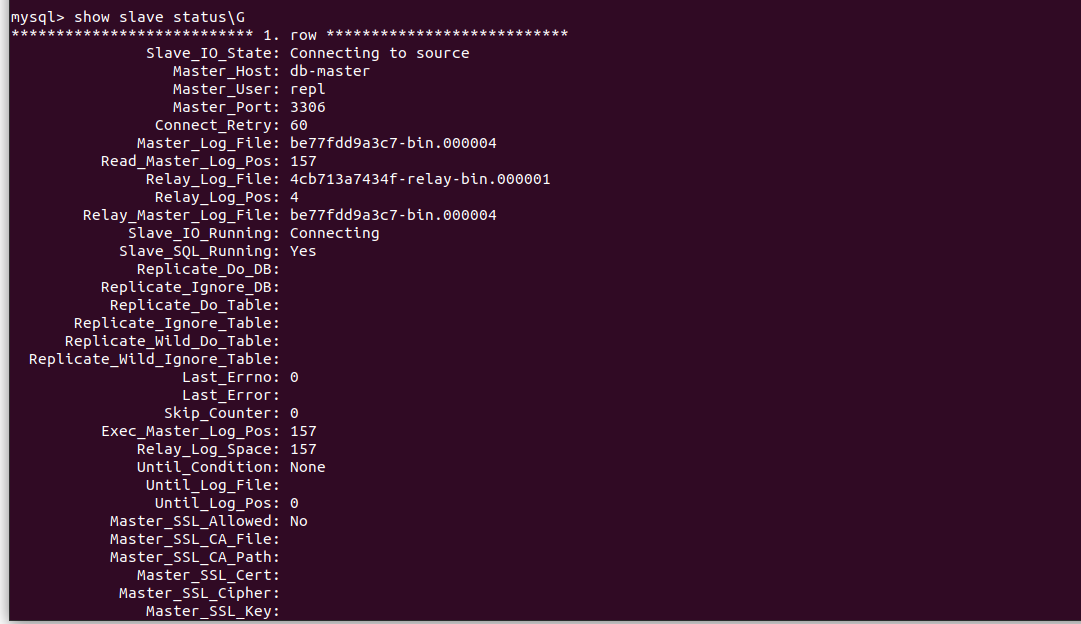 mysql> show slave status\G
*************************** 1. row ***************************
Slave_IO_State: Connecting to source
Master_Host: db-master
Master_User: repl
Master_Port: 3306
Connect_Retry: 60
Master_Log_File: be77fdd9a3c7-bin.000004
Read_Master_Log_Pos: 157
Relay_Log_File: 4cb713a7434f-relay-bin.000001
Relay_Log_Pos: 4
Relay_Master_Log_File: be77fdd9a3c7-bin.000004
Slave_IO_Running: Connecting
Slave_SQL_Running: Yes
Replicate_Do_DB:
Replicate_Ignore_DB:
Replicate_Do_Table:
Replicate_Ignore_Table:
Replicate_Wild_Do_Table:
Replicate_Wild_Ignore_Table:
Last_Errno: 0
Last_Error:
Skip_Counter: 0
Exec_Master_Log_Pos: 157
Relay_Log_Space: 157
Until_Condition: None
Until_Log_File:
Until_Log_Pos: 0
Master_SSL_Allowed: No
Master_SSL_CA_File:
Master_SSL_CA_Path:
Master_SSL_Cert:
Master_SSL_Cipher:
Master_SSL_Key: